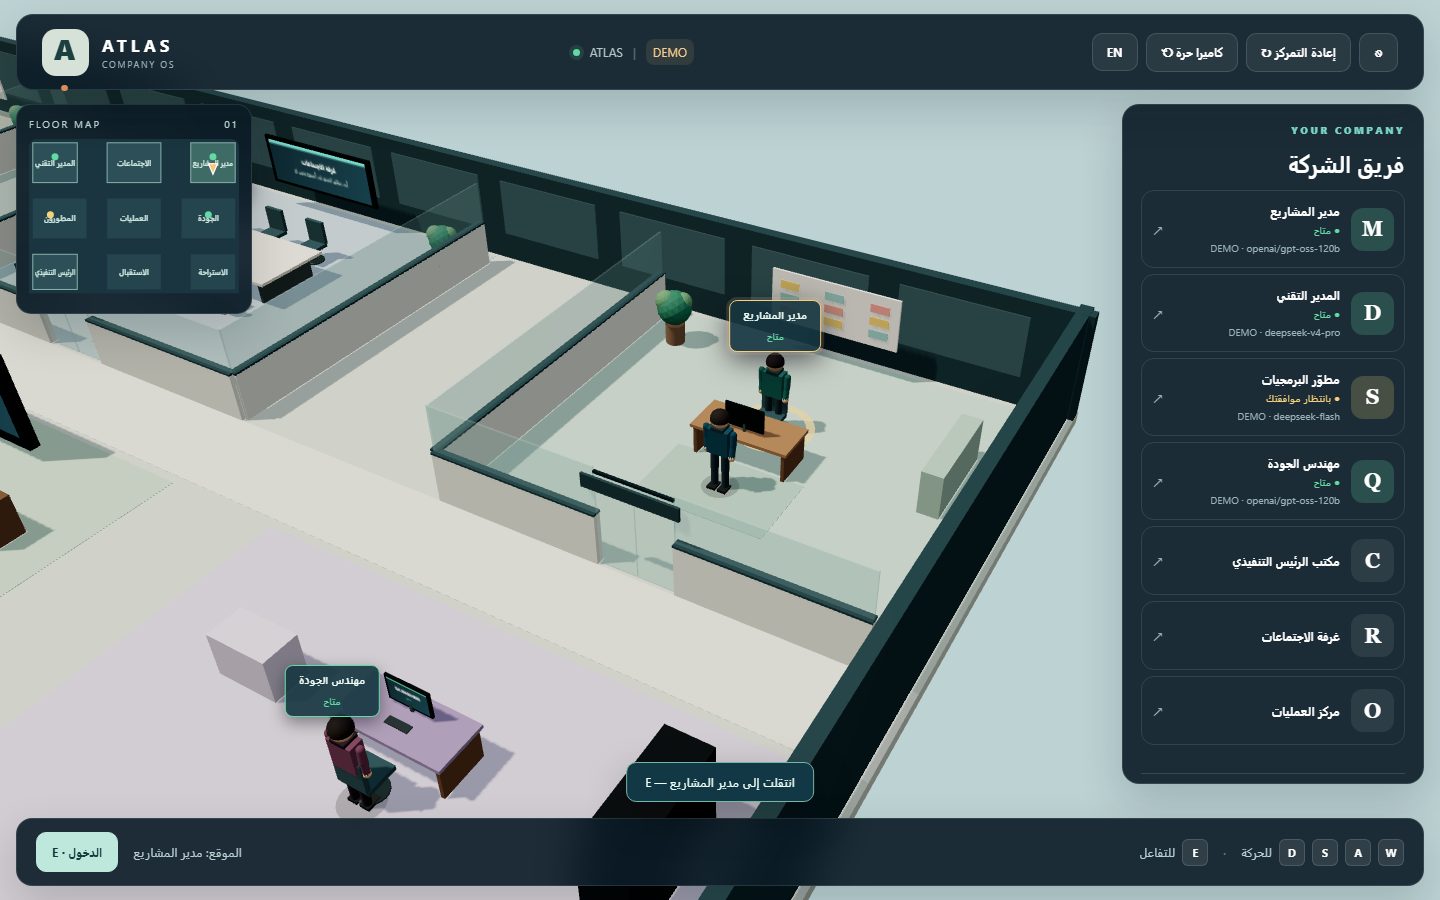 A
ATLAS
COMPANY OS
ATLAS | DEMO
EN
كاميرا حرة
إعادة التمركز
FLOOR MAP 01
المدير التقني
الاجتماعات
مدير المشاريع
المطورون
العمليات
الجودة
الرئيس التنفيذي
الاستقبال
الاستراحة
غرفة الاجتماعات
مدير المشاريع
متاح
مهندس الجودة
متاح
YOUR COMPANY
فريق الشركة
M
مدير المشاريع
متاح
DEMO · openai/gpt-oss-120b
D
المدير التقني
متاح
DEMO · deepseek-v4-pro
S
مطوّر البرمجيات
بانتظار موافقتك
DEMO · deepseek-flash
Q
مهندس الجودة
متاح
DEMO · openai/gpt-oss-120b
C
مكتب الرئيس التنفيذي
R
غرفة الاجتماعات
O
مركز العمليات
انتقلت إلى مدير المشاريع — E
W A S D للحركة · E للتفاعل
الموقع: مدير المشاريع
الدخول · E